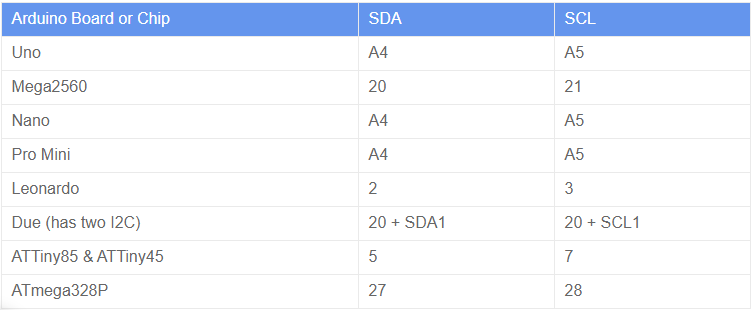 Arduino Board or Chip SDA SCL
Uno A4 A5
Mega2560 20 21
Nano A4 A5
Pro Mini A4 A5
Leonardo 2 3
Due (has two I2C) 20 + SDA1 20 + SCL1
ATTiny85 & ATTiny45 5 7
ATmega328P 27 28